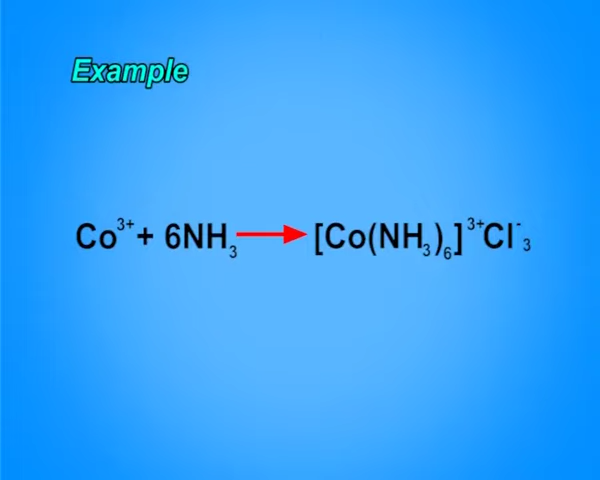 Example
Co³⁺ + 6NH₃ → [Co(NH₃)₆]³⁺Cl⁻₃